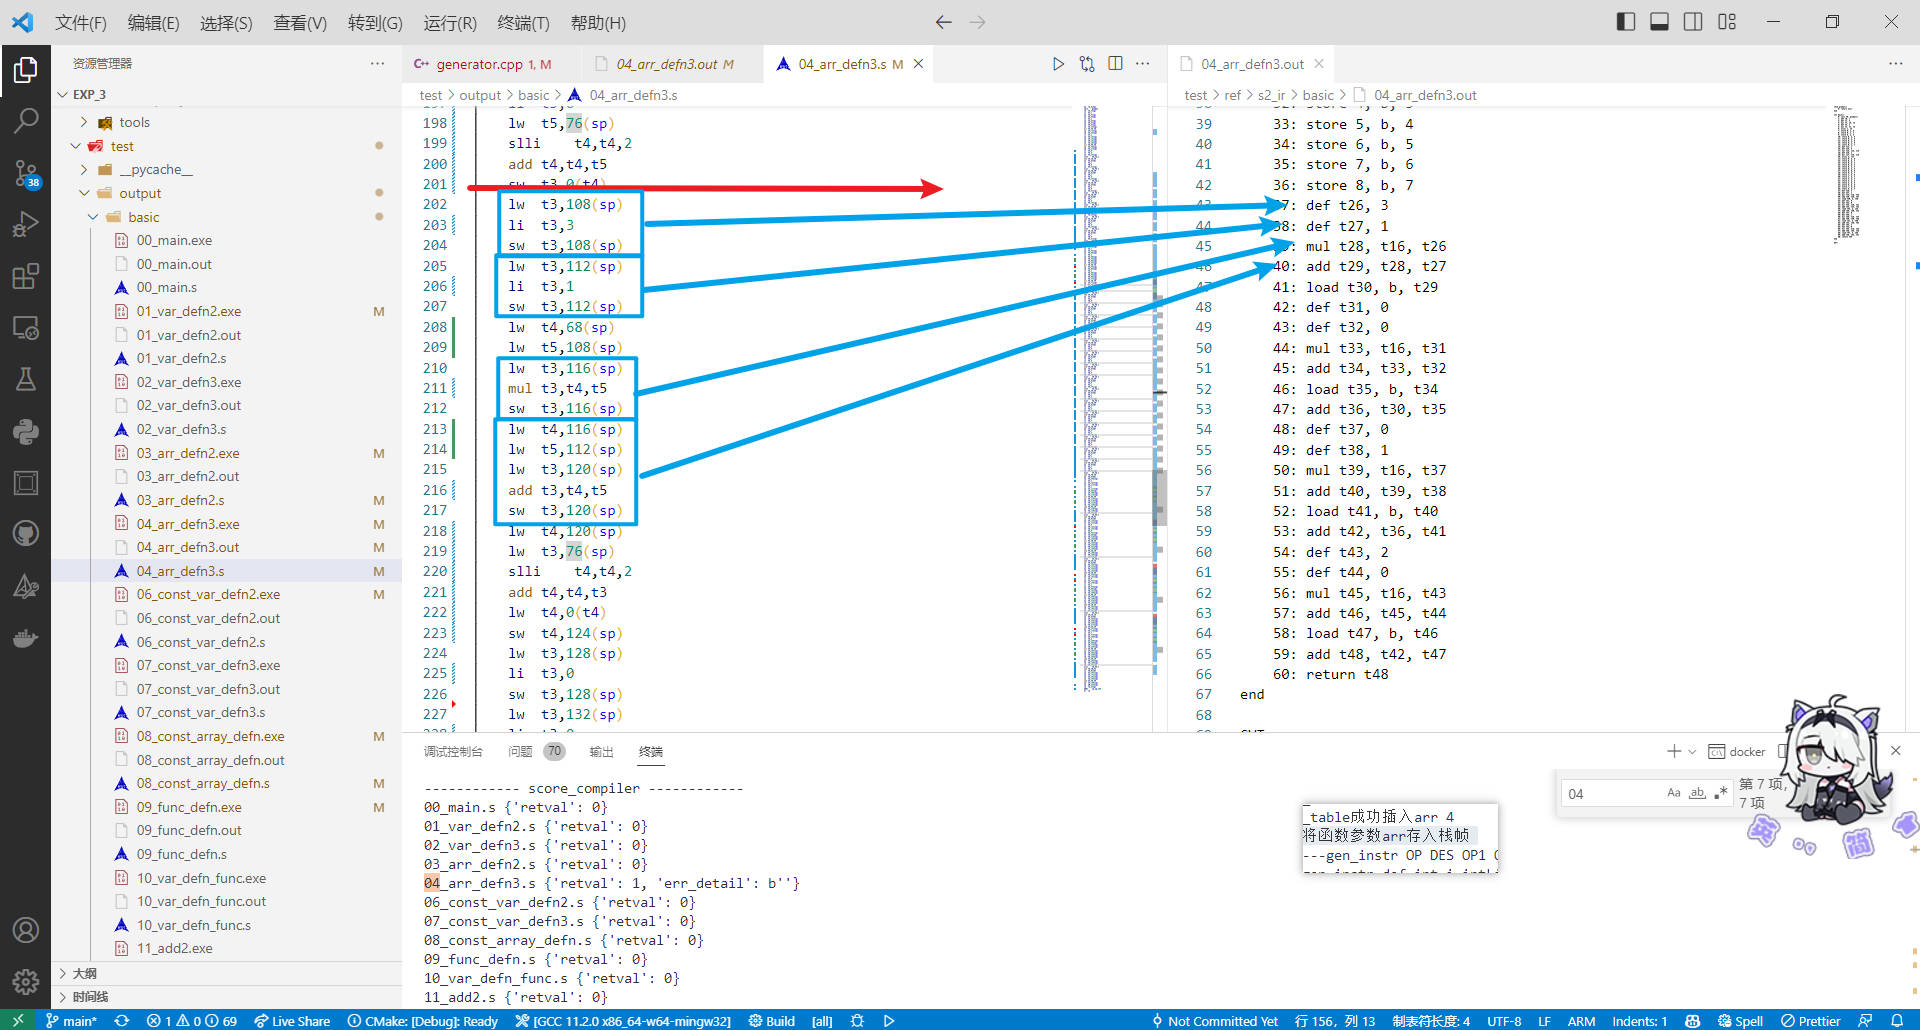 文件(F) 编辑(E) 选择(S) 查看(V) 转到(G) 运行(R) 终端(T) 帮助(H)
资源管理器
EXP_3
tools
test
__pycache__
output
basic
00_main.exe
00_main.out
00_main.s
01_var_defn2.exe M
01_var_defn2.out
01_var_defn2.s
02_var_defn3.exe
02_var_defn3.out
02_var_defn3.s
03_arr_defn2.exe M
03_arr_defn2.out
03_arr_defn2.s M
04_arr_defn3.exe M
04_arr_defn3.out M
04_arr_defn3.s M
06_const_var_defn2.exe M
06_const_var_defn2.out
06_const_var_defn2.s
07_const_var_defn3.exe
07_const_var_defn3.out
07_const_var_defn3.s
08_const_array_defn.exe M
08_const_array_defn.out
08_const_array_defn.s M
09_func_defn.exe M
09_func_defn.out
09_func_defn.s
10_var_defn_func.exe
10_var_defn_func.out
10_var_defn_func.s
11_add2.exe
大纲
时间线
38
generator.cpp 1, M
04_arr_defn3.out M
04_arr_defn3.s M
test > output > basic > 04_arr_defn3.s
198 lw t5,76(sp)
199 slli t4,t4,2
200 add t4,t4,t5
201 sw t3,0(t4)
202 lw t3,108(sp)
203 li t3,3
204 sw t3,108(sp)
205 lw t3,112(sp)
206 li t3,1
207 sw t3,112(sp)
208 lw t4,68(sp)
209 lw t5,108(sp)
210 lw t3,116(sp)
211 mul t3,t4,t5
212 sw t3,116(sp)
213 lw t4,116(sp)
214 lw t5,112(sp)
215 lw t3,120(sp)
216 add t3,t4,t5
217 sw t3,120(sp)
218 lw t4,120(sp)
219 lw t3,76(sp)
220 slli t4,t4,2
221 add t4,t4,t3
222 lw t4,0(t4)
223 sw t4,124(sp)
224 lw t3,128(sp)
225 li t3,0
226 sw t3,128(sp)
227 lw t3,132(sp)
04_arr_defn3.out
test > ref > s2_ir > basic > 04_arr_defn3.out
39 33: store 5, b, 4
40 34: store 6, b, 5
41 35: store 7, b, 6
42 36: store 8, b, 7
43 37: def t26, 3
44 38: def t27, 1
45 mul t28, t16, t26
46 40: add t29, t28, t27
47 41: load t30, b, t29
48 42: def t31, 0
49 43: def t32, 0
50 44: mul t33, t16, t31
51 45: add t34, t33, t32
52 46: load t35, b, t34
53 47: add t36, t30, t35
54 48: def t37, 0
55 49: def t38, 1
56 50: mul t39, t16, t37
57 51: add t40, t39, t38
58 52: load t41, b, t40
59 53: add t42, t36, t41
60 54: def t43, 2
61 55: def t44, 0
62 56: mul t45, t16, t43
63 57: add t46, t45, t44
64 58: load t47, b, t46
65 59: add t48, t42, t47
66 60: return t48
67 end
68
调试控制台 问题 70 输出 终端
docker
------------ score_compiler ------------
00_main.s {'retval': 0}
01_var_defn2.s {'retval': 0}
02_var_defn3.s {'retval': 0}
03_arr_defn2.s {'retval': 0}
04_arr_defn3.s {'retval': 1, 'err_detail': b''}
06_const_var_defn2.s {'retval': 0}
07_const_var_defn3.s {'retval': 0}
08_const_array_defn.s {'retval': 0}
09_func_defn.s {'retval': 0}
10_var_defn_func.s {'retval': 0}
11_add2.s {'retval': 0}
04 Aa ab .* 第 7 项,
7 项
_table成功插入arr 4
将函数参数arr存入栈帧
---gen_instr OP DES OP1
英 简
main* 1 0 69 Live Share CMake: [Debug]: Ready [GCC 11.2.0 x86_64-w64-mingw32] Build [all] Not Committed Yet 行 156，列 13 制表符长度: 4 UTF-8 LF ARM Indents: 1 Spell Prettier